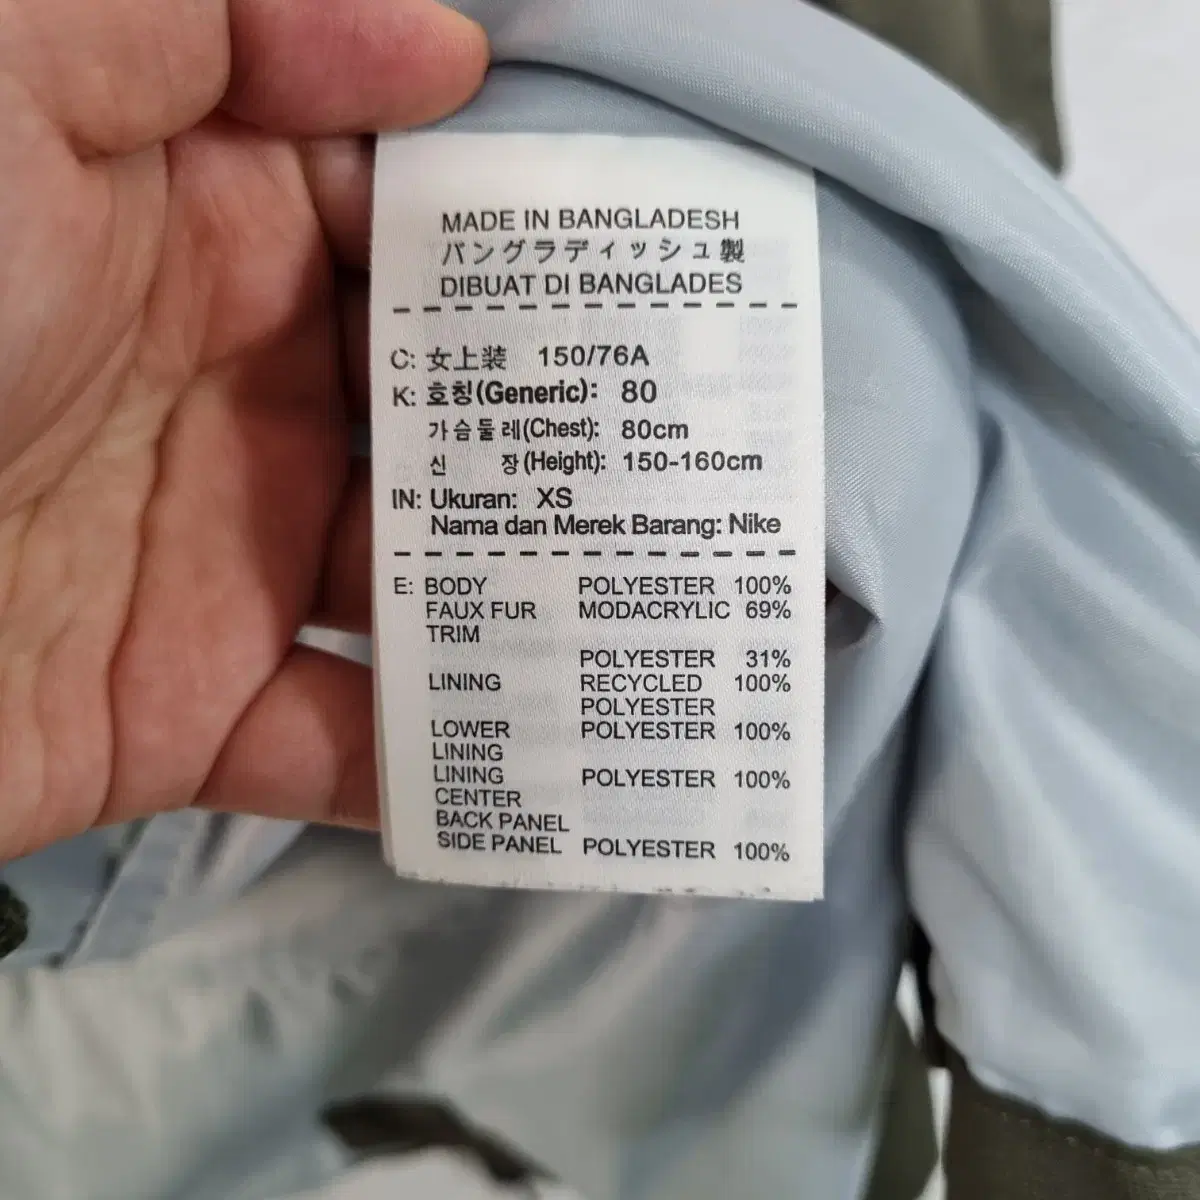 MADE IN BANGLADESH
バングラディッシュ製
DIBUAT DI BANGLADES
C: 女上装 150/76A
K: 호칭(Generic): 80
가슴둘레(Chest): 80cm
신 장(Height): 150-160cm
IN: Ukuran: XS
Nama dan Merek Barang: Nike
E: BODY POLYESTER 100%
FAUX FUR MODACRYLIC 69%
TRIM
POLYESTER 31%
LINING RECYCLED 100%
POLYESTER
LOWER POLYESTER 100%
LINING
LINING POLYESTER 100%
CENTER
BACK PANEL
SIDE PANEL POLYESTER 100%